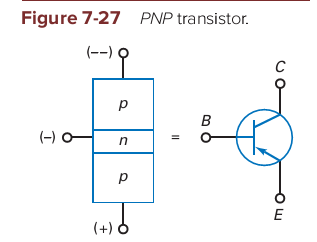 Figure 7-27 PNP transistor.
(--)
C
p
B
(-)
n
=
p
(+)
E